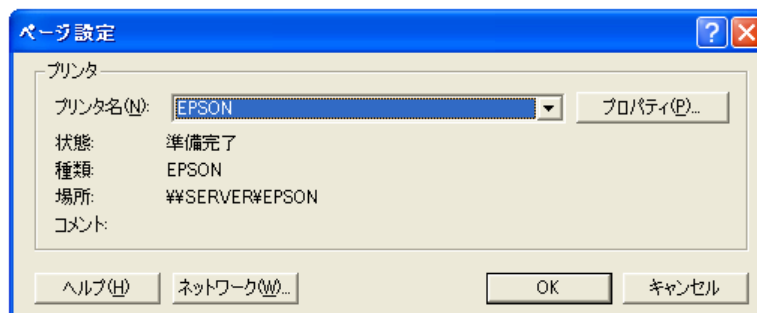 ページ設定
プリンタ
プリンタ名(N): EPSON プロパティ(P)...
状態: 準備完了
種類: EPSON
場所: ¥¥SERVER¥EPSON
コメント:
ヘルプ(H) ネットワーク(W)... OK キャンセル